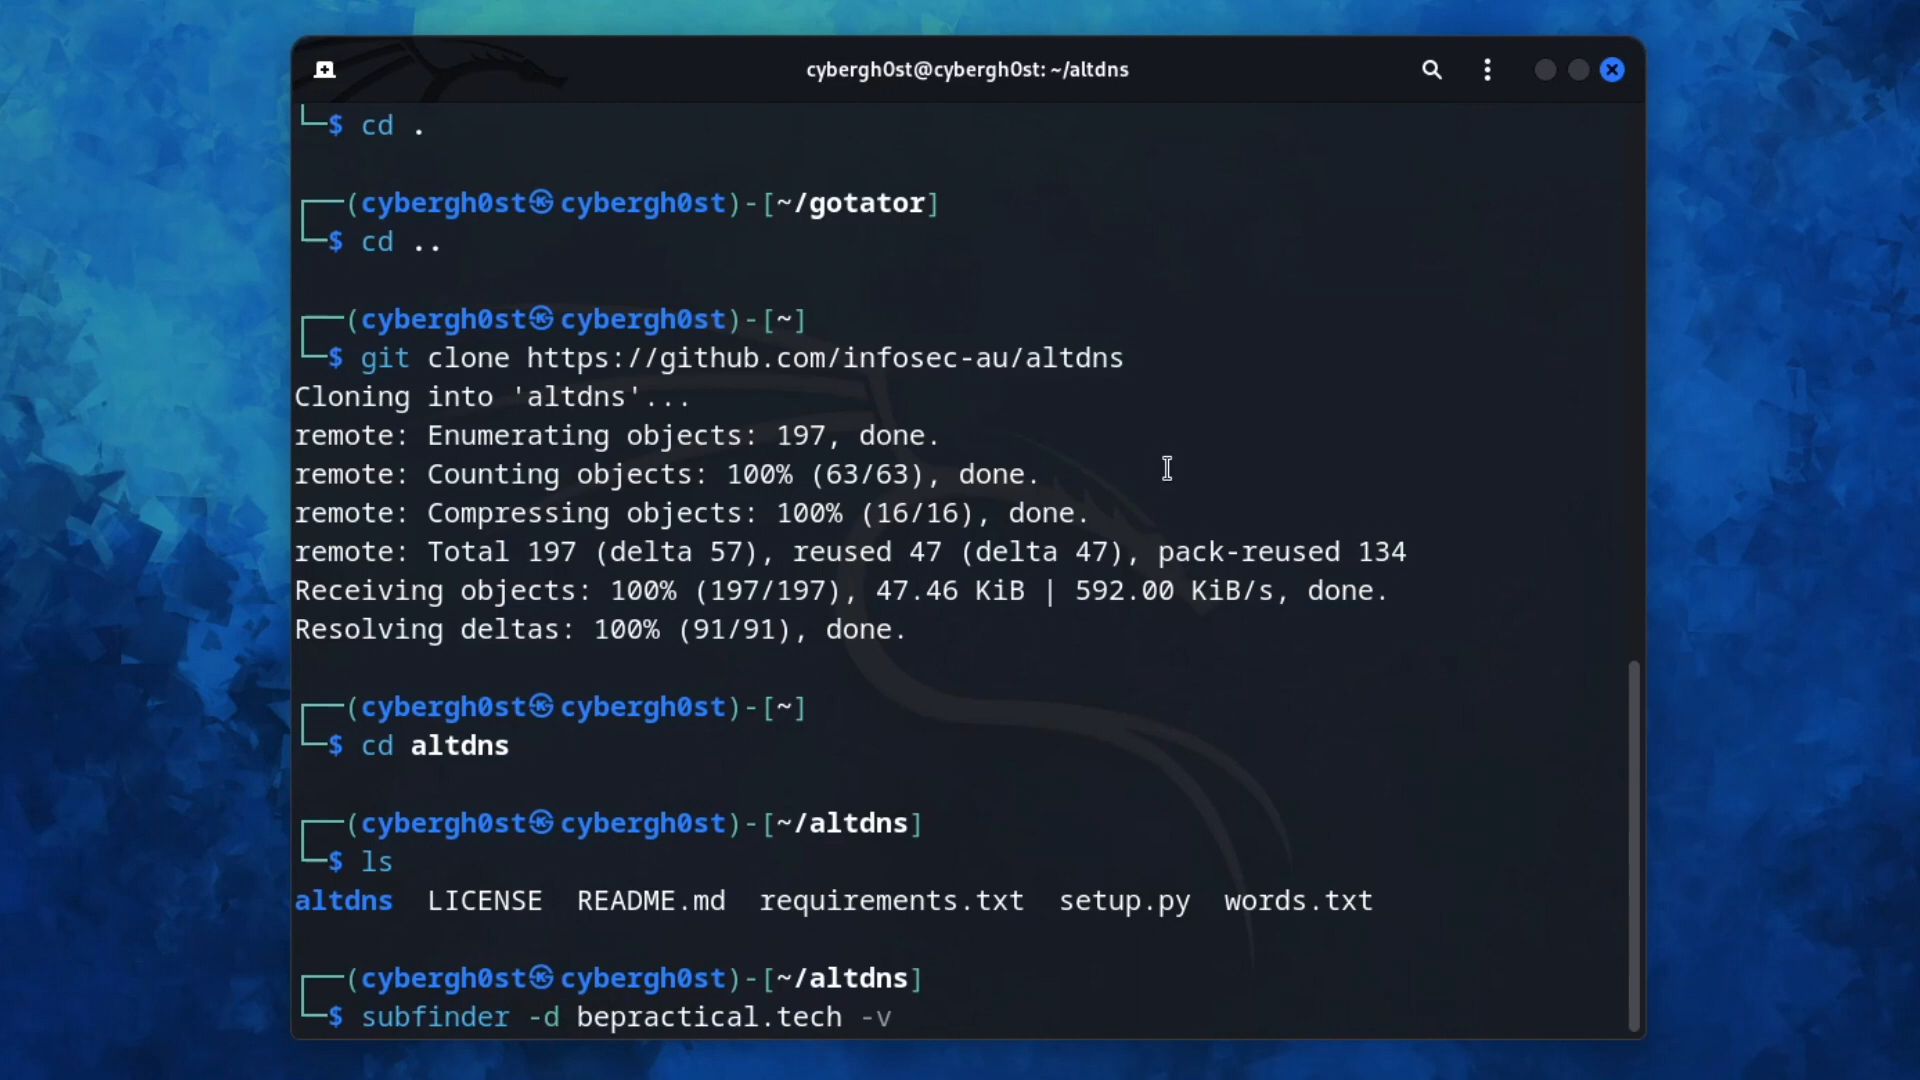 cybergh0st@cybergh0st: ~/altdns
└─$ cd .
┌──(cybergh0st㉿cybergh0st)-[~/gotator]
└─$ cd ..
┌──(cybergh0st㉿cybergh0st)-[~]
└─$ git clone https://github.com/infosec-au/altdns
Cloning into 'altdns'...
remote: Enumerating objects: 197, done.
remote: Counting objects: 100% (63/63), done.
remote: Compressing objects: 100% (16/16), done.
remote: Total 197 (delta 57), reused 47 (delta 47), pack-reused 134
Receiving objects: 100% (197/197), 47.46 KiB | 592.00 KiB/s, done.
Resolving deltas: 100% (91/91), done.
┌──(cybergh0st㉿cybergh0st)-[~]
└─$ cd altdns
┌──(cybergh0st㉿cybergh0st)-[~/altdns]
└─$ ls
altdns  LICENSE  README.md  requirements.txt  setup.py  words.txt
┌──(cybergh0st㉿cybergh0st)-[~/altdns]
└─$ subfinder -d bepractical.tech -v